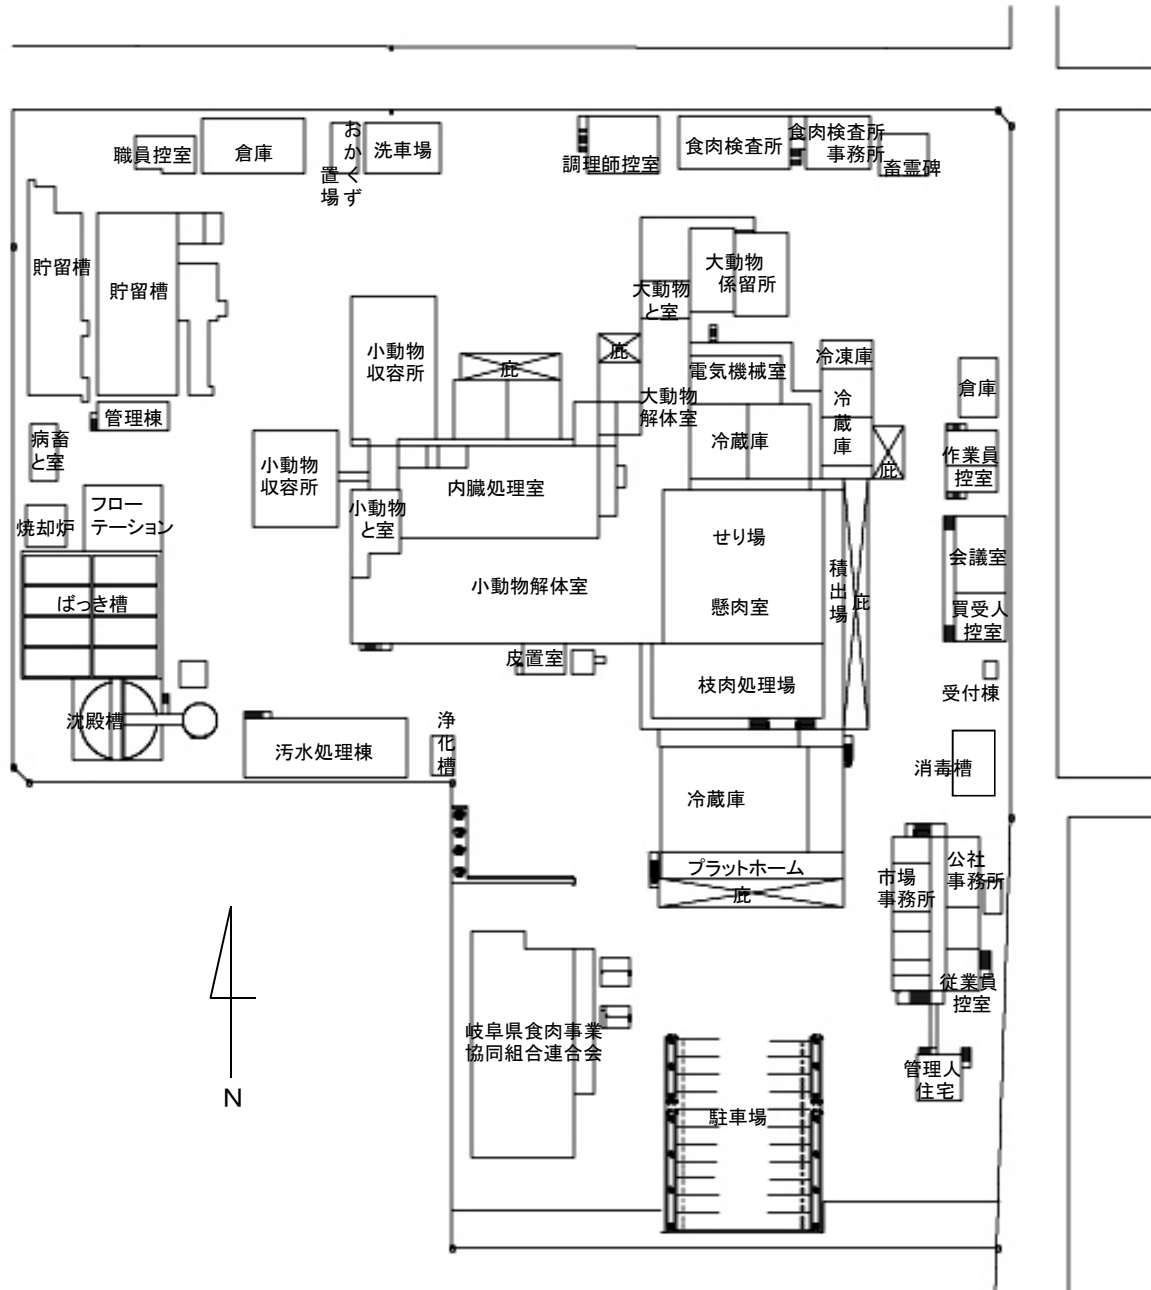 職員控室
倉庫
おかくず
置場
洗車場
調理師控室
食肉検査所
食肉検査所
事務所
畜霊碑
貯留槽
貯留槽
大動物
係留所
大動物
と室
小動物
収容所
庇
庇
電気機械室
冷凍庫
冷
蔵
庫
倉庫
大動物
解体室
冷蔵庫
庇
管理棟
病畜
と室
小動物
収容所
内臓処理室
小動物
と室
作業員
控室
焼却炉
フロー
テーション
せり場
懸肉室
積出場
庇
会議室
買受人
控室
ばっき槽
小動物解体室
皮置室
枝肉処理場
受付棟
沈殿槽
汚水処理棟
浄化槽
消毒槽
冷蔵庫
プラットホーム
庇
市場
事務所
公社
事務所
従業員
控室
岐阜県食肉事業
協同組合連合会
管理人
住宅
駐車場
N